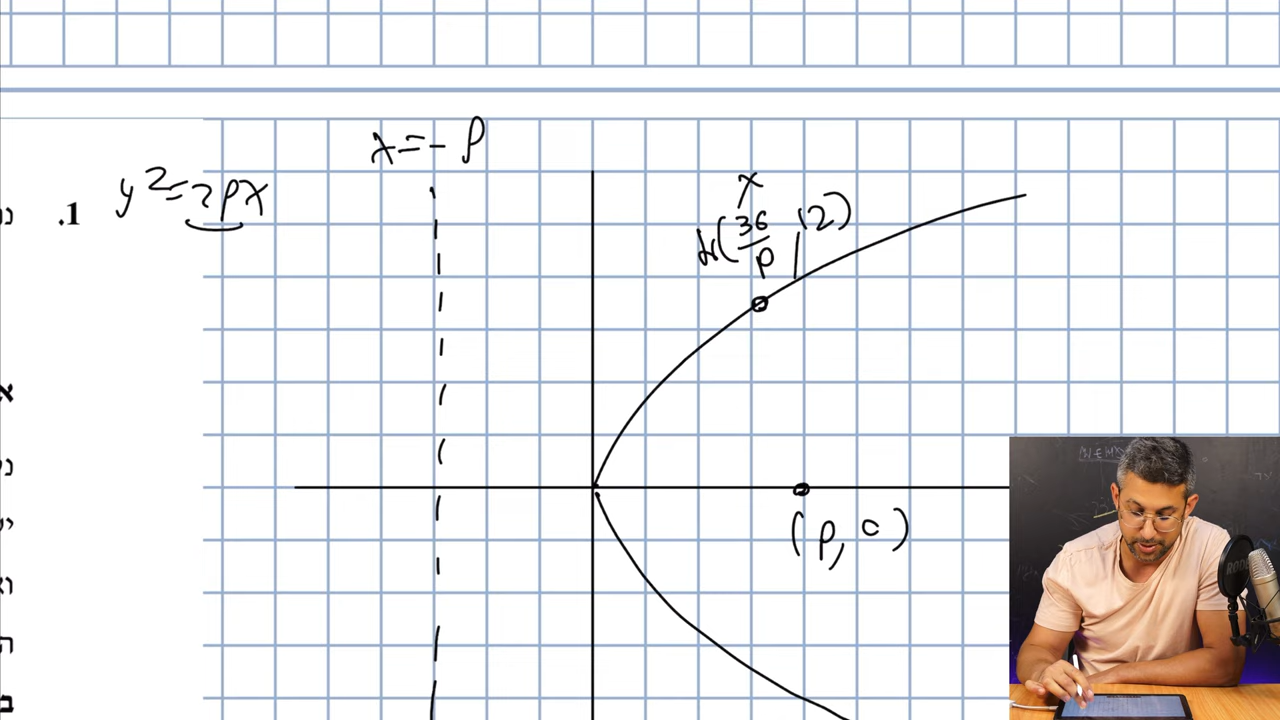 x = - p
y² = 2px
.1
x
(36/p, 12)
(p, 0)